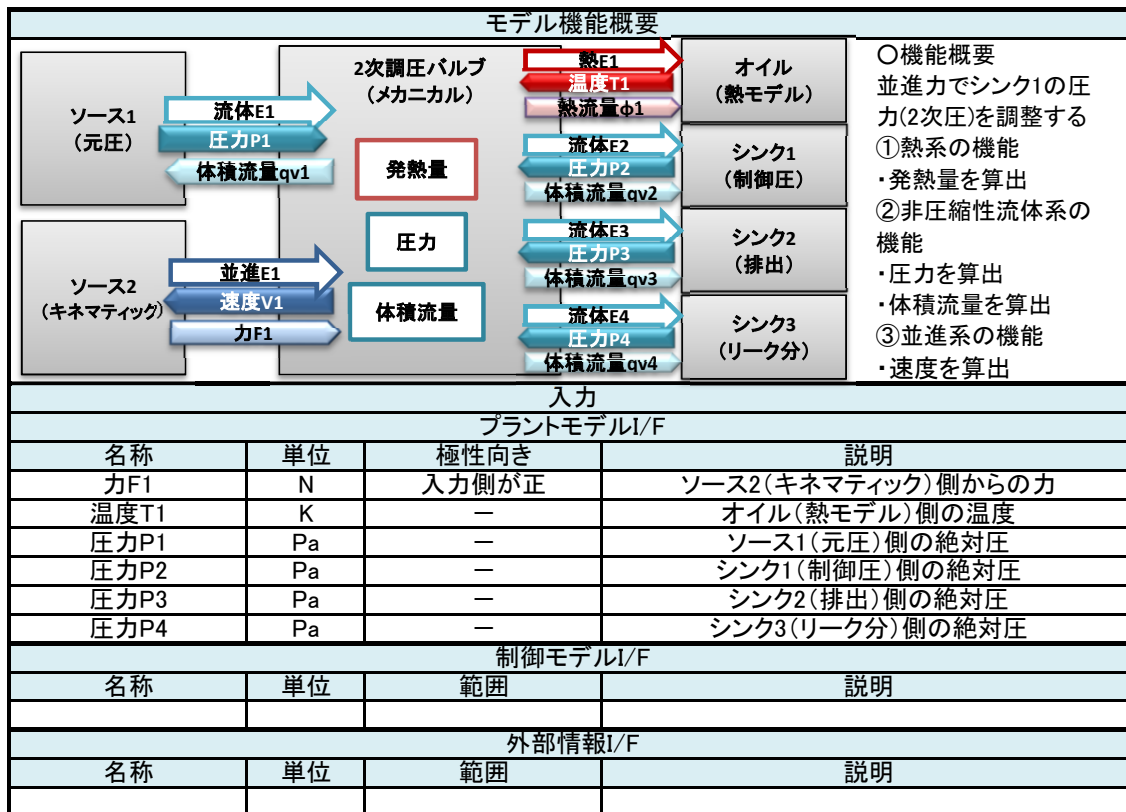 モデル機能概要
ソース1
(元圧)
流体E1
圧力P1
体積流量qv1
ソース2
(キネマティック)
並進E1
速度V1
力F1
2次調圧バルブ
(メカニカル)
発熱量
圧力
体積流量
熱E1
温度T1
熱流量φ1
流体E2
圧力P2
体積流量qv2
流体E3
圧力P3
体積流量qv3
流体E4
圧力P4
体積流量qv4
オイル
(熱モデル)
シンク1
(制御圧)
シンク2
(排出)
シンク3
(リーク分)
○機能概要
並進力でシンク1の圧
力(2次圧)を調整する
①熱系の機能
・発熱量を算出
②非圧縮性流体系の
機能
・圧力を算出
・体積流量を算出
③並進系の機能
・速度を算出
入力
プラントモデルI/F
名称 単位 極性向き 説明
力F1 N 入力側が正 ソース2(キネマティック)側からの力
温度T1 K － オイル(熱モデル)側の温度
圧力P1 Pa － ソース1(元圧)側の絶対圧
圧力P2 Pa － シンク1(制御圧)側の絶対圧
圧力P3 Pa － シンク2(排出)側の絶対圧
圧力P4 Pa － シンク3(リーク分)側の絶対圧
制御モデルI/F
名称 単位 範囲 説明
外部情報I/F
名称 単位 範囲 説明